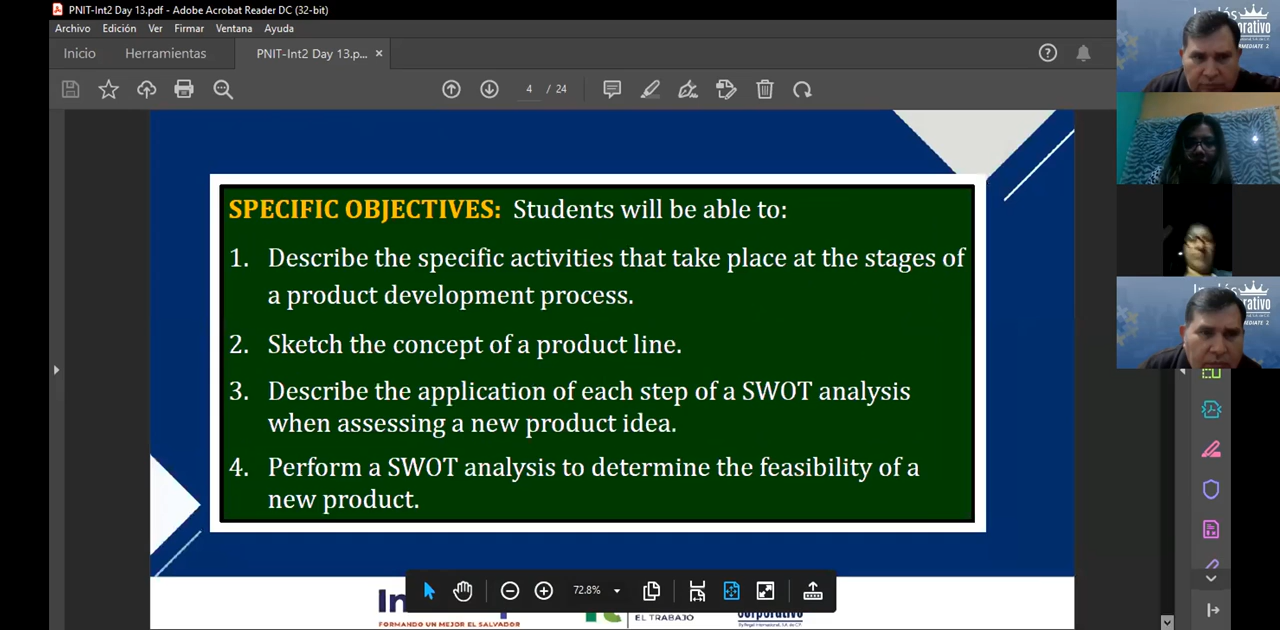 PNIT-Int2 Day 13.pdf - Adobe Acrobat Reader DC (32-bit)
Archivo Edición Ver Firmar Ventana Ayuda
Inicio Herramientas PNIT-Int2 Day 13.p... ×
4 / 24
SPECIFIC OBJECTIVES: Students will be able to:
1. Describe the specific activities that take place at the stages of
a product development process.
2. Sketch the concept of a product line.
3. Describe the application of each step of a SWOT analysis
when assessing a new product idea.
4. Perform a SWOT analysis to determine the feasibility of a
new product.
72.8%
FORMANDO UN MEJOR EL SALVADOR
EL TRABAJO